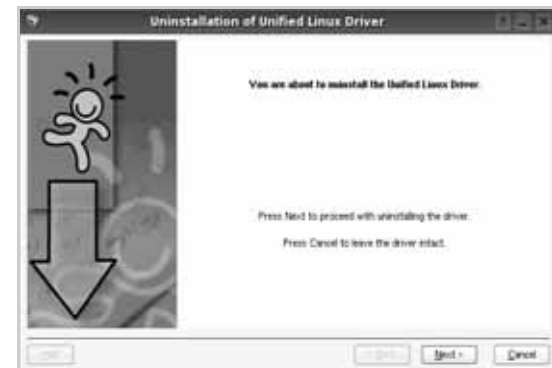 Uninstallation of Unified Linux Driver
You are about to uninstall the Unified Linux Driver.
Press Next to proceed with uninstalling the driver.
Press Cancel to leave the driver intact.
Next >
Cancel